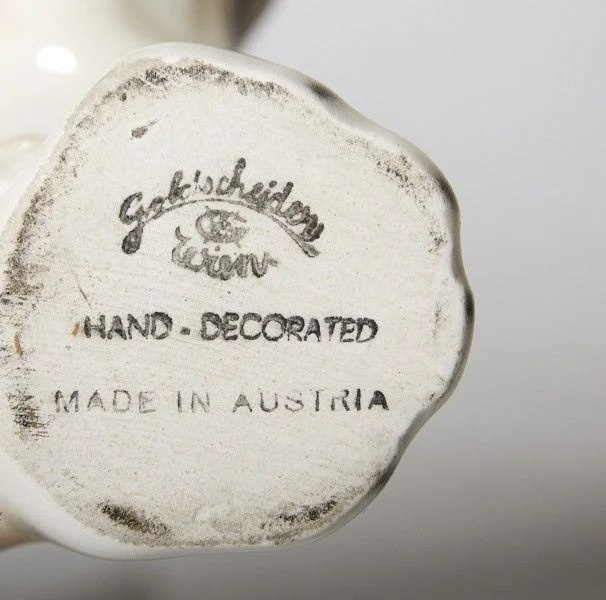 Goldscheider
Wien
HAND-DECORATED
MADE IN AUSTRIA